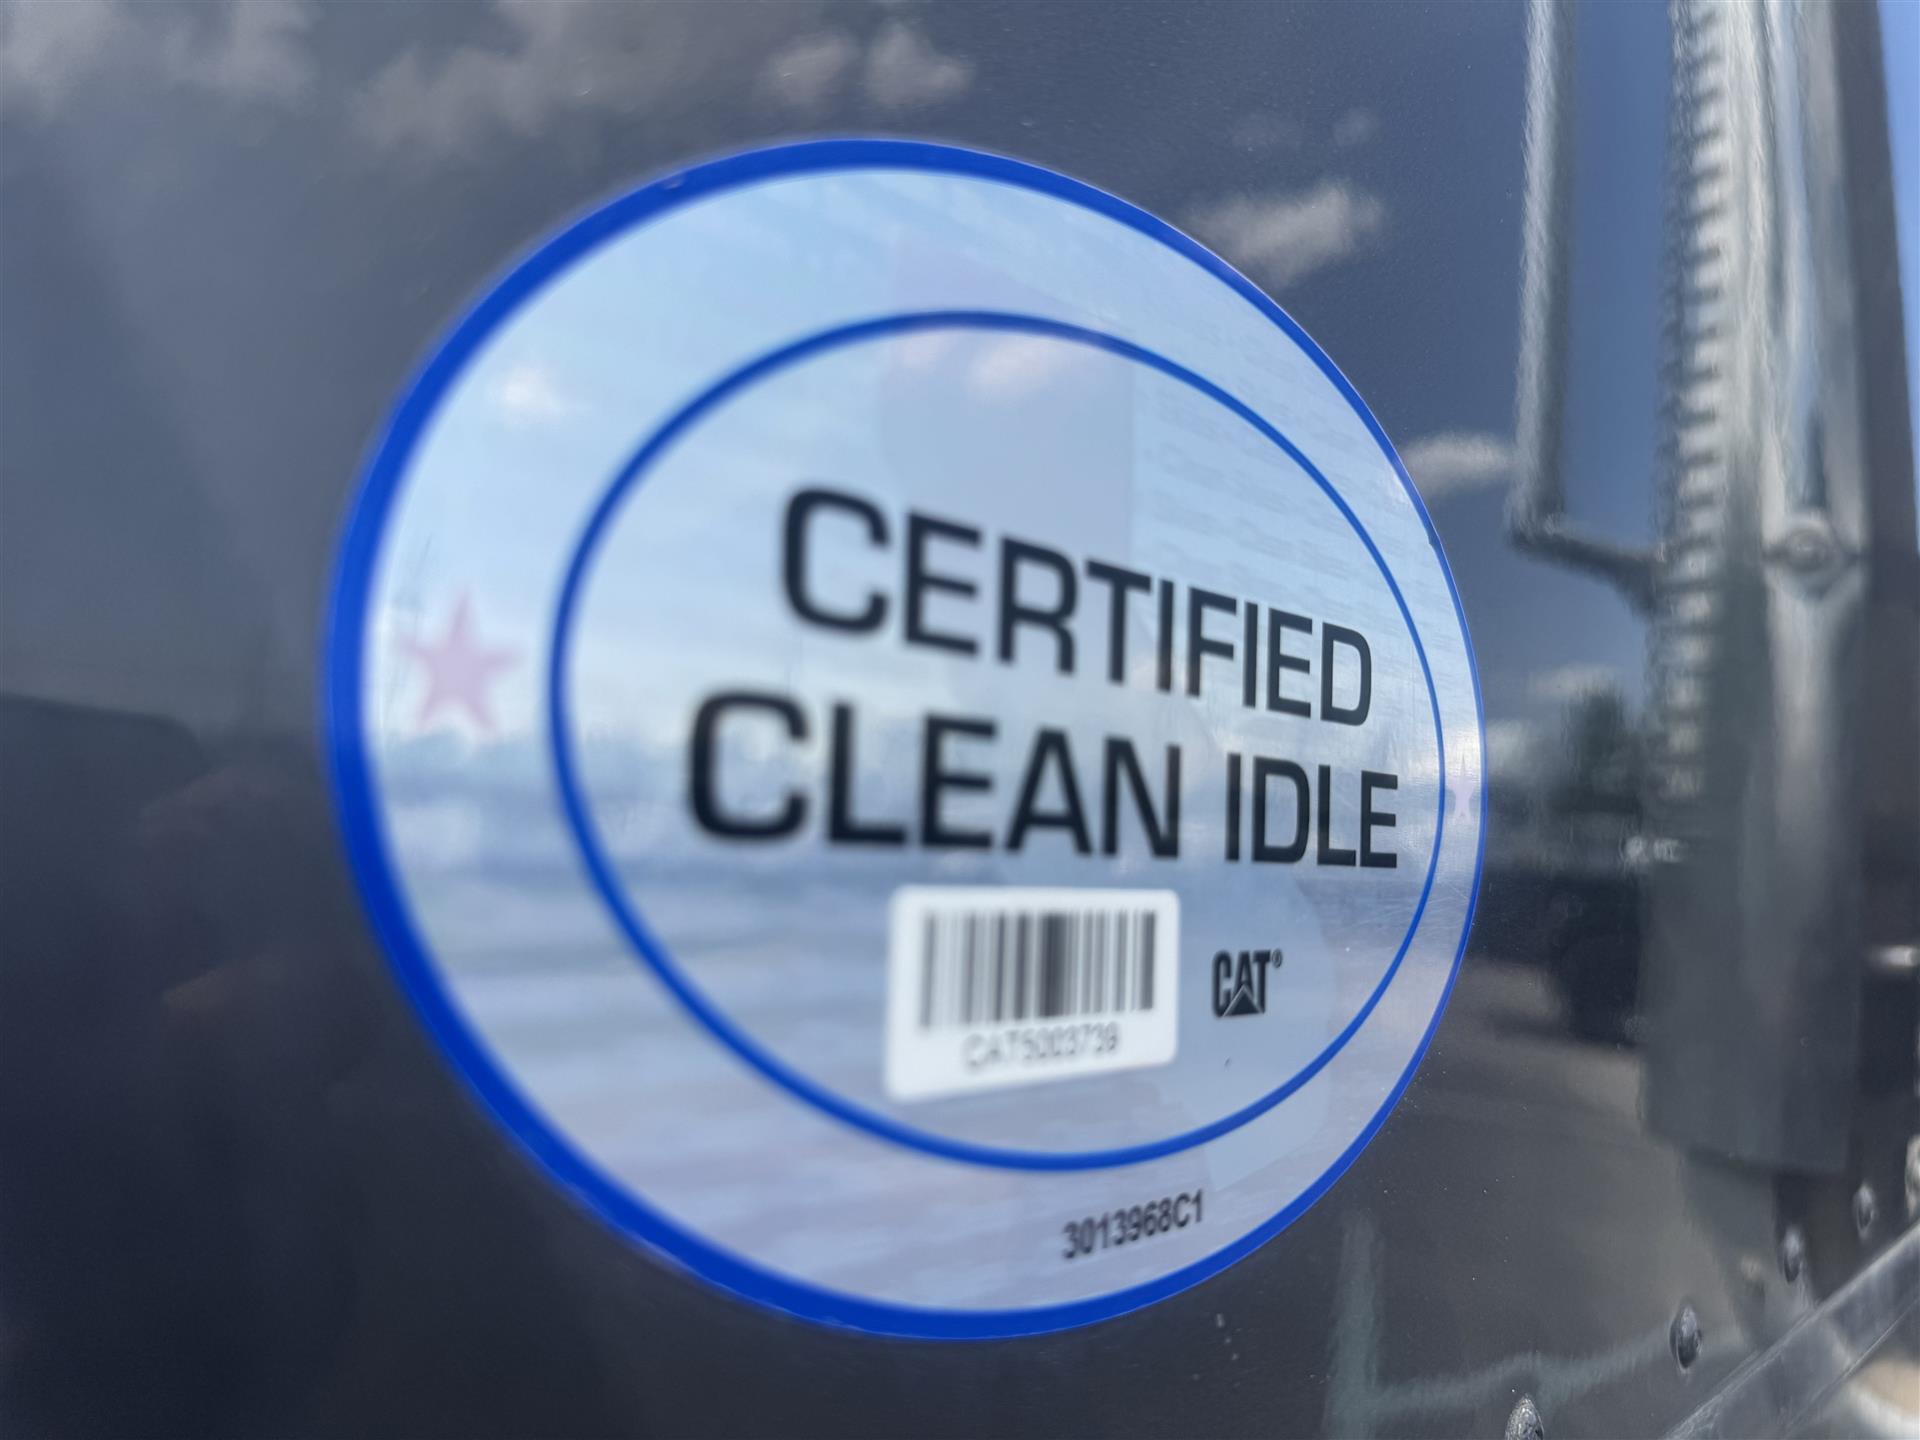 CERTIFIED
CLEAN IDLE
CAT5003739
CAT®
3013968C1